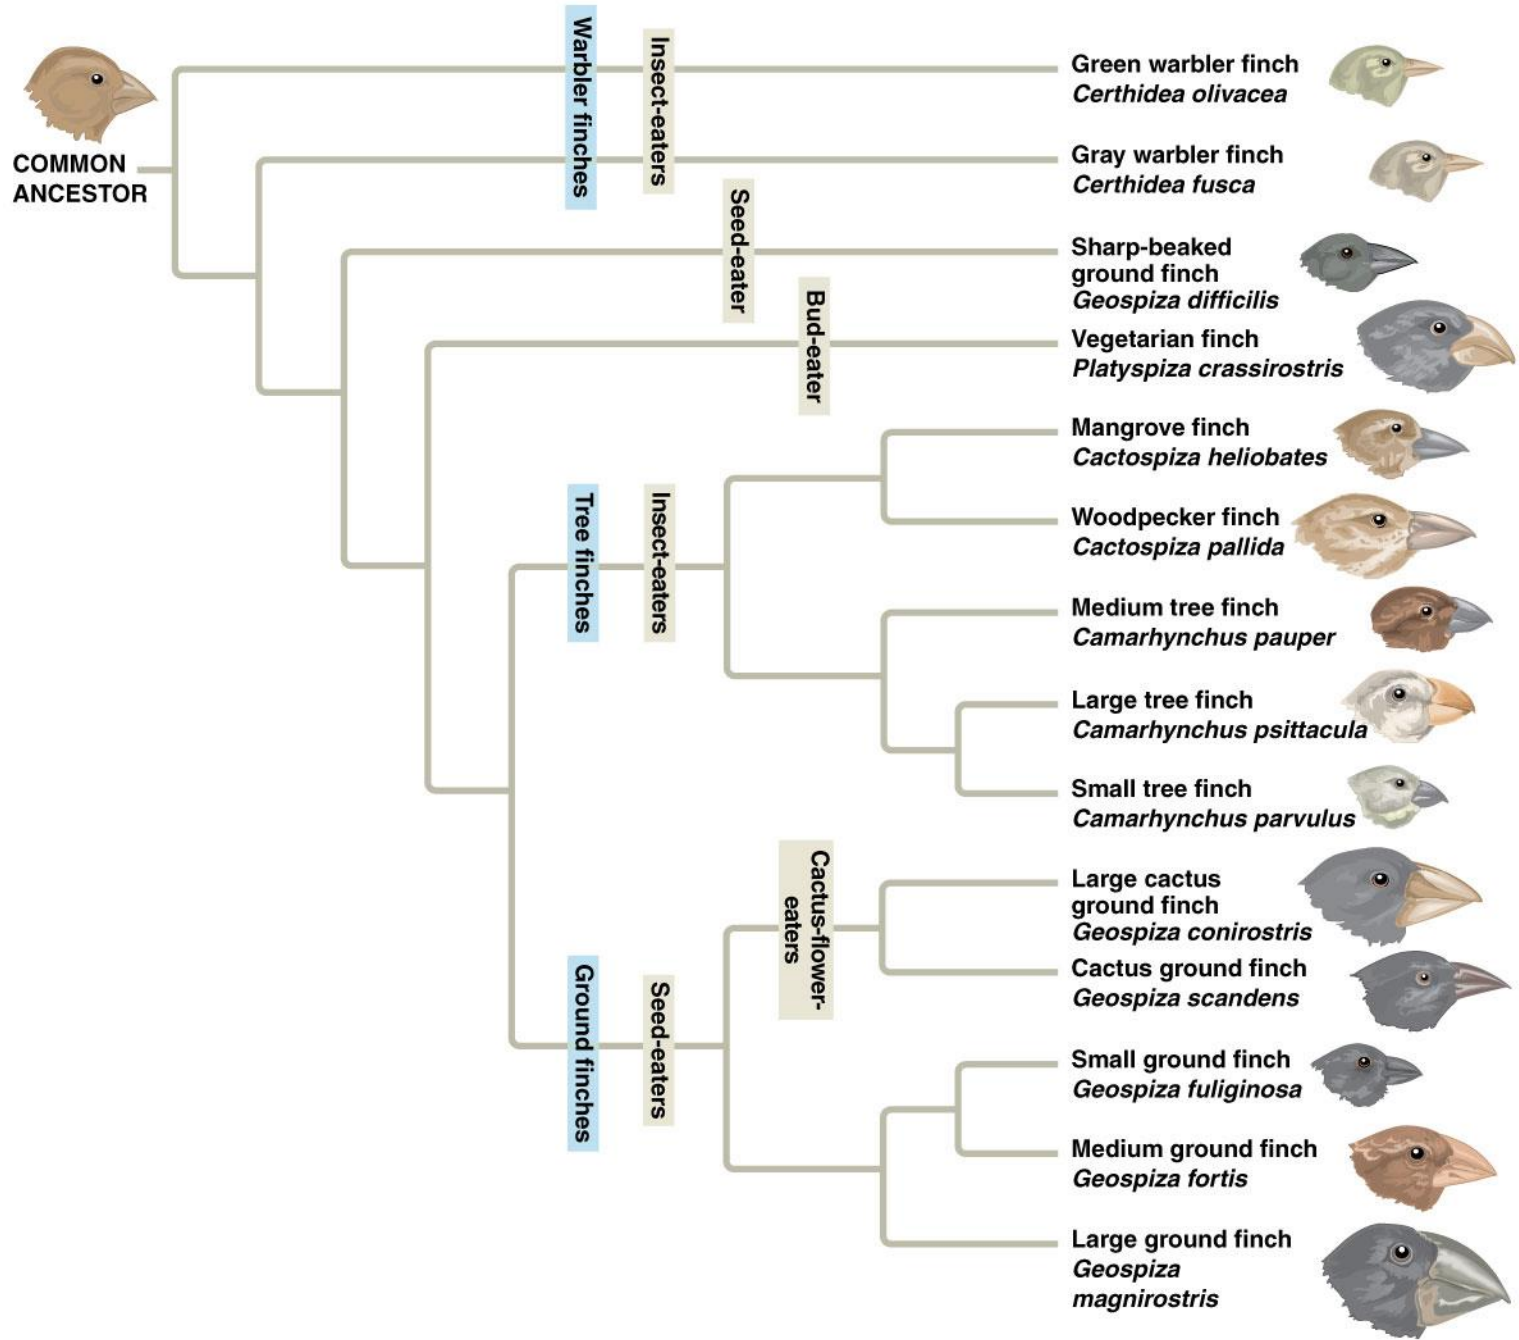 COMMON
ANCESTOR
Warbler finches
Insect-eaters
Green warbler finch
Certhidea olivacea
Gray warbler finch
Certhidea fusca
Seed-eater
Sharp-beaked
ground finch
Geospiza difficilis
Bud-eater
Vegetarian finch
Platyspiza crassirostris
Tree finches
Insect-eaters
Mangrove finch
Cactospiza heliobates
Woodpecker finch
Cactospiza pallida
Medium tree finch
Camarhynchus pauper
Large tree finch
Camarhynchus psittacula
Small tree finch
Camarhynchus parvulus
Ground finches
Seed-eaters
Cactus-flower-
eaters
Large cactus
ground finch
Geospiza conirostris
Cactus ground finch
Geospiza scandens
Small ground finch
Geospiza fuliginosa
Medium ground finch
Geospiza fortis
Large ground finch
Geospiza
magnirostris